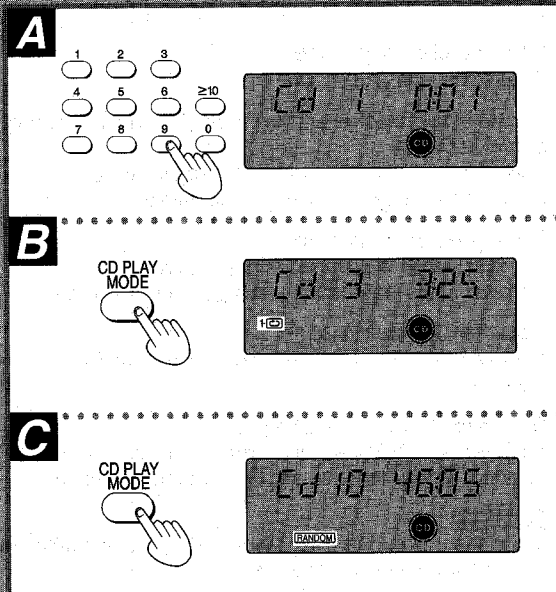 A
1 2 3
4 5 6 ≥10
7 8 9 0
Cd 1 0:01
CD
B
CD PLAY
MODE
Cd 3 3:25
1
CD
C
CD PLAY
MODE
Cd 10 46:05
CD
RANDOM